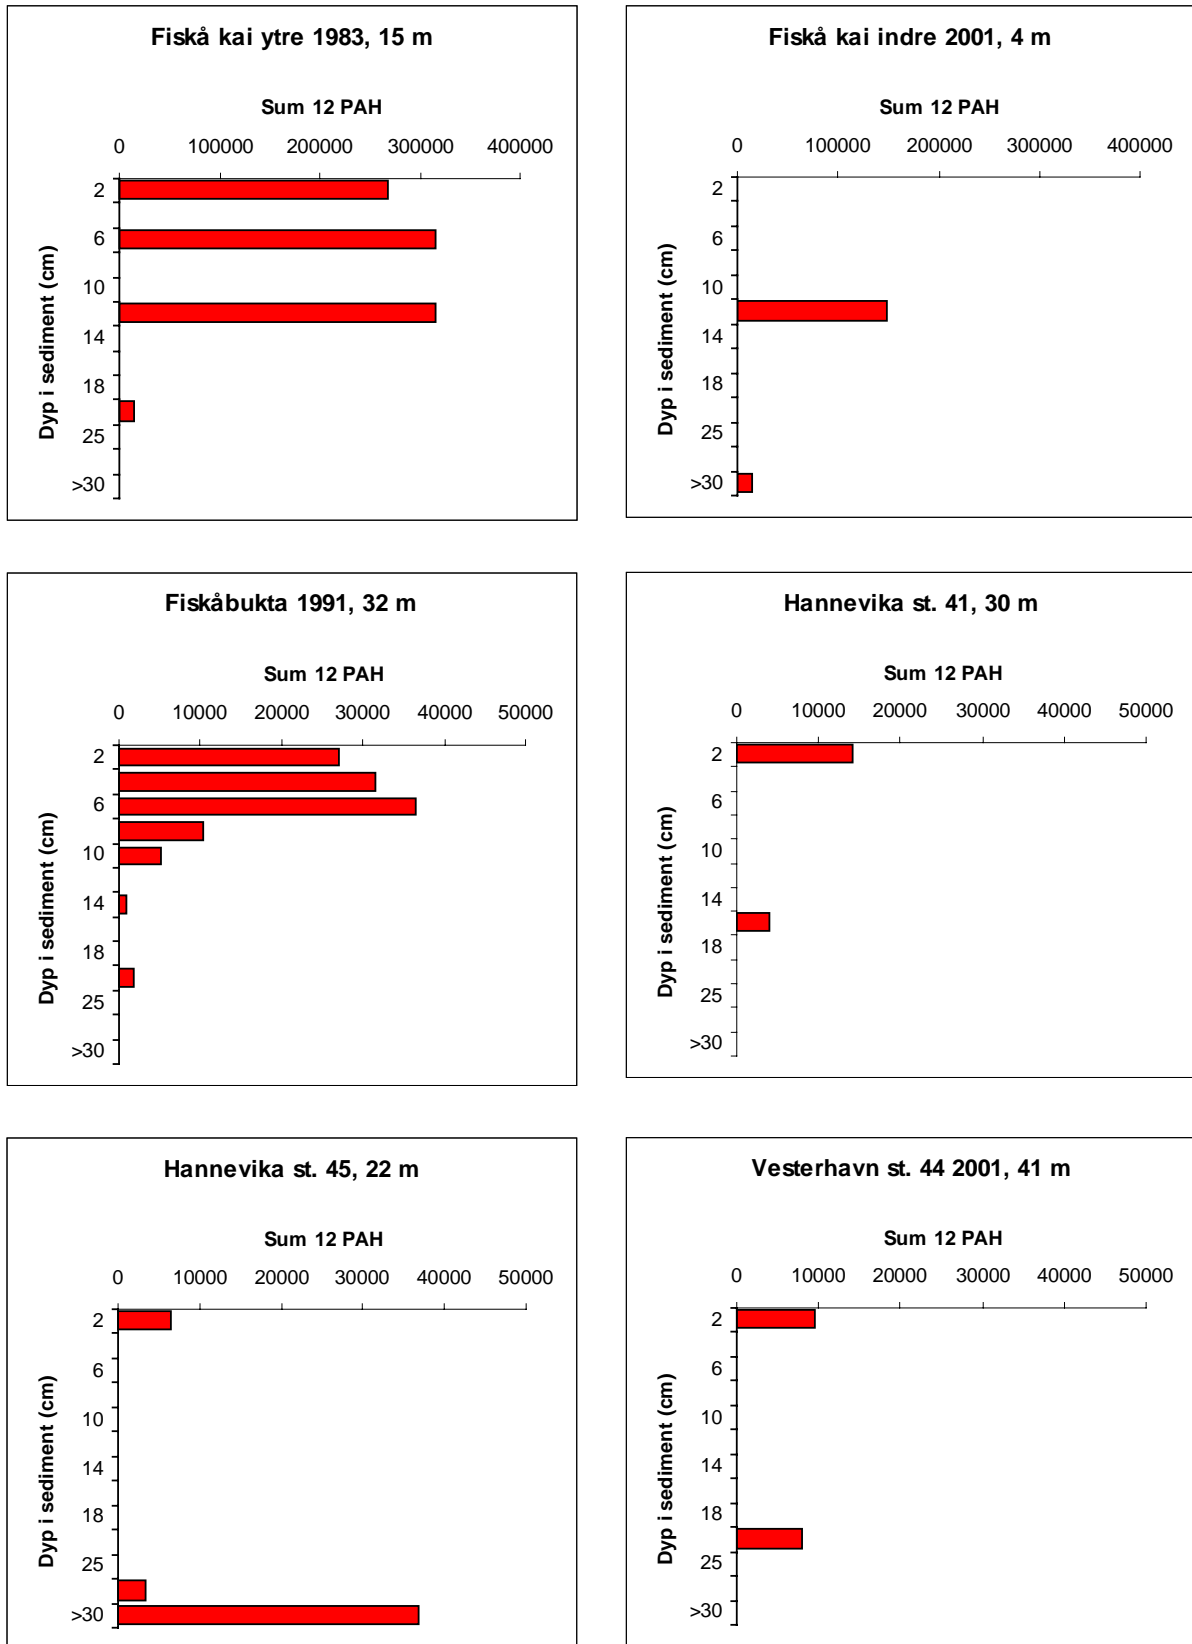 Fiskå kai ytre 1983, 15 m
Sum 12 PAH
0 100000 200000 300000 400000
2
6
10
14
18
25
>30
Dyp i sediment (cm)
Fiskå kai indre 2001, 4 m
Sum 12 PAH
0 100000 200000 300000 400000
2
6
10
14
18
25
>30
Dyp i sediment (cm)
Fiskåbukta 1991, 32 m
Sum 12 PAH
0 10000 20000 30000 40000 50000
2
6
10
14
18
25
>30
Dyp i sediment (cm)
Hannevika st. 41, 30 m
Sum 12 PAH
0 10000 20000 30000 40000 50000
2
6
10
14
18
25
>30
Dyp i sediment (cm)
Hannevika st. 45, 22 m
Sum 12 PAH
0 10000 20000 30000 40000 50000
2
6
10
14
18
25
>30
Dyp i sediment (cm)
Vesterhavn st. 44 2001, 41 m
Sum 12 PAH
0 10000 20000 30000 40000 50000
2
6
10
14
18
25
>30
Dyp i sediment (cm)